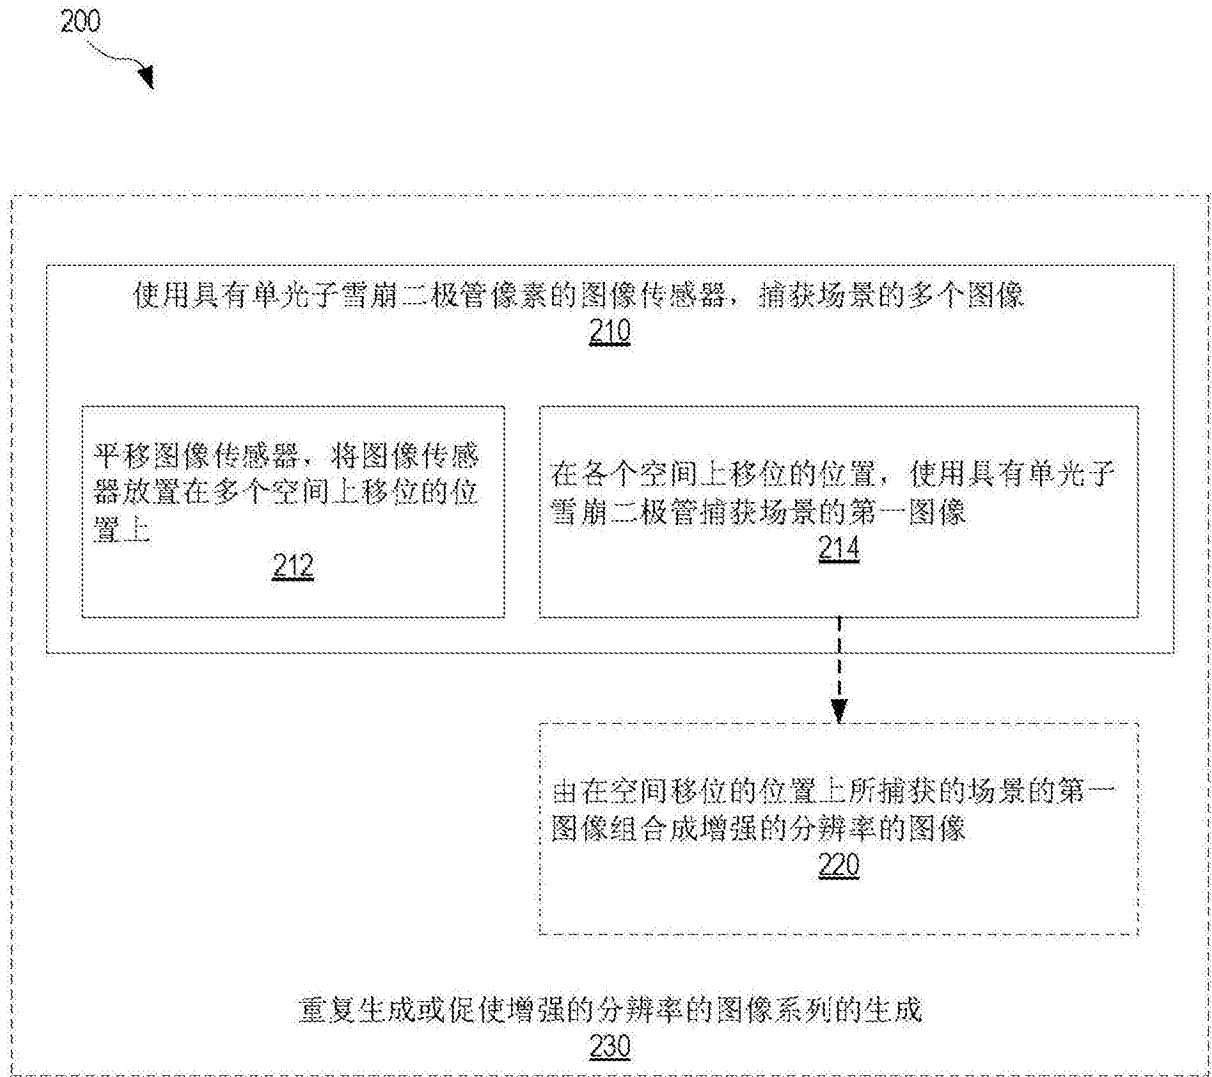 200
使用具有单光子雪崩二极管像素的图像传感器，捕获场景的多个图像
210
平移图像传感器，将图像传感
器放置在多个空间上移位的位
置上
212
在各个空间上移位的位置，使用具有单光子
雪崩二极管捕获场景的第一图像
214
由在空间移位的位置上所捕获的场景的第一
图像组合成增强的分辨率的图像
220
重复生成或促使增强的分辨率的图像系列的生成
230